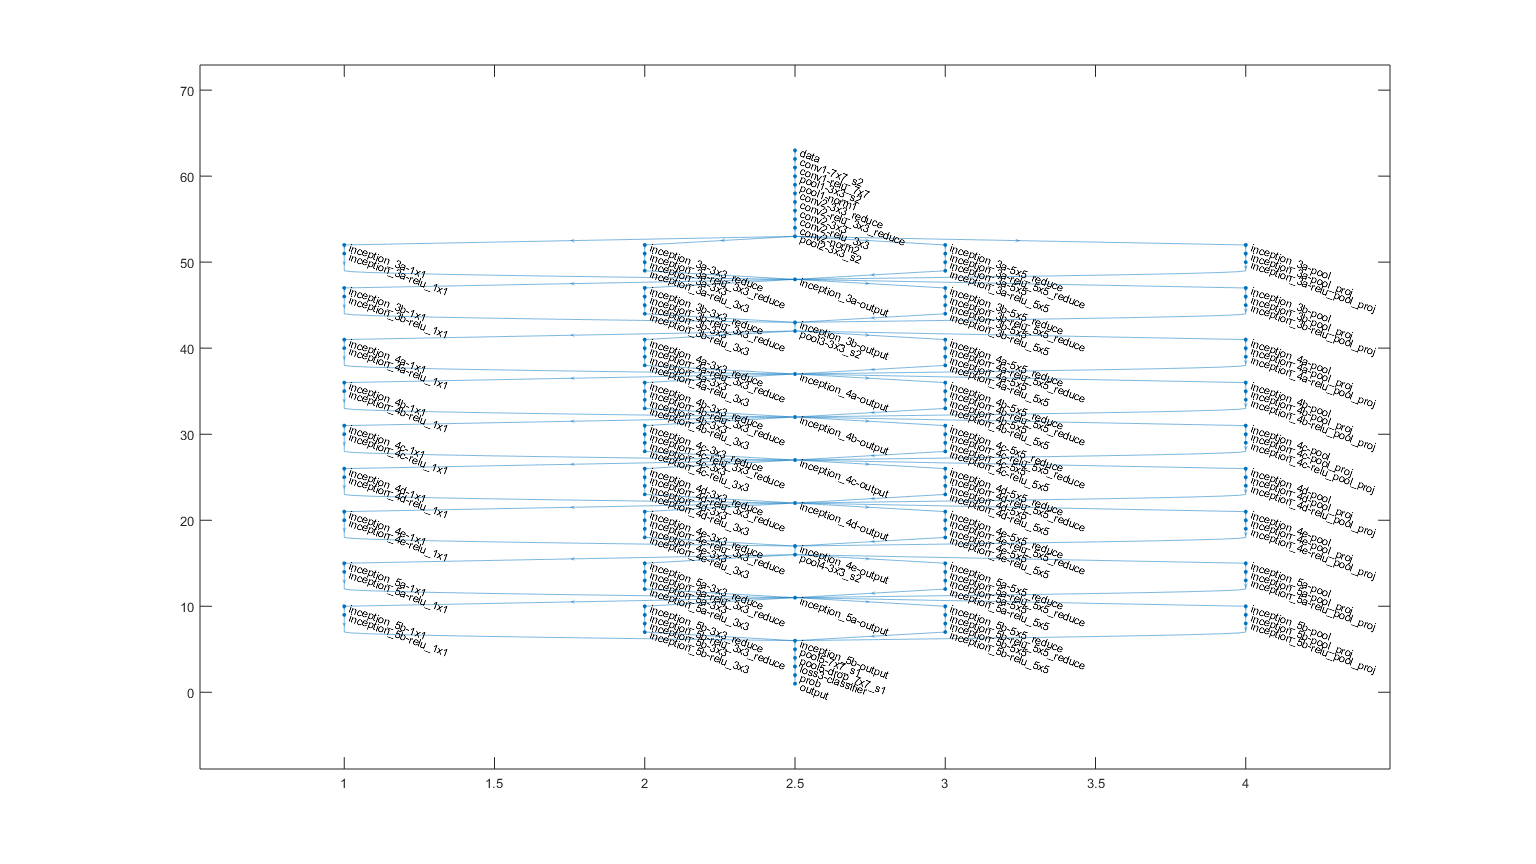 70
60
50
40
30
20
10
0
data
conv1-7x7_s2
conv1-relu_7x7
pool1-3x3_s2
pool1-norm1
conv2-3x3_reduce
conv2-relu_3x3_reduce
conv2-3x3
conv2-relu_3x3
conv2-norm2
pool2-3x3_s2
inception_3a-1x1
inception_3a-relu_1x1
inception_3a-3x3_reduce
inception_3a-relu_3x3_reduce
inception_3a-3x3
inception_3a-relu_3x3
inception_3a-5x5_reduce
inception_3a-relu_5x5_reduce
inception_3a-5x5
inception_3a-relu_5x5
inception_3a-pool
inception_3a-pool_proj
inception_3a-relu_pool_proj
inception_3a-output
inception_3b-1x1
inception_3b-relu_1x1
inception_3b-3x3_reduce
inception_3b-relu_3x3_reduce
inception_3b-3x3
inception_3b-relu_3x3
inception_3b-5x5_reduce
inception_3b-relu_5x5_reduce
inception_3b-5x5
inception_3b-relu_5x5
inception_3b-pool
inception_3b-pool_proj
inception_3b-relu_pool_proj
inception_3b-output
pool3-3x3_s2
inception_4a-1x1
inception_4a-relu_1x1
inception_4a-3x3_reduce
inception_4a-relu_3x3_reduce
inception_4a-3x3
inception_4a-relu_3x3
inception_4a-5x5_reduce
inception_4a-relu_5x5_reduce
inception_4a-5x5
inception_4a-relu_5x5
inception_4a-pool
inception_4a-pool_proj
inception_4a-relu_pool_proj
inception_4a-output
inception_4b-1x1
inception_4b-relu_1x1
inception_4b-3x3_reduce
inception_4b-relu_3x3_reduce
inception_4b-3x3
inception_4b-relu_3x3
inception_4b-5x5_reduce
inception_4b-relu_5x5_reduce
inception_4b-5x5
inception_4b-relu_5x5
inception_4b-pool
inception_4b-pool_proj
inception_4b-relu_pool_proj
inception_4b-output
inception_4c-1x1
inception_4c-relu_1x1
inception_4c-3x3_reduce
inception_4c-relu_3x3_reduce
inception_4c-3x3
inception_4c-relu_3x3
inception_4c-5x5_reduce
inception_4c-relu_5x5_reduce
inception_4c-5x5
inception_4c-relu_5x5
inception_4c-pool
inception_4c-pool_proj
inception_4c-relu_pool_proj
inception_4c-output
inception_4d-1x1
inception_4d-relu_1x1
inception_4d-3x3_reduce
inception_4d-relu_3x3_reduce
inception_4d-3x3
inception_4d-relu_3x3
inception_4d-5x5_reduce
inception_4d-relu_5x5_reduce
inception_4d-5x5
inception_4d-relu_5x5
inception_4d-pool
inception_4d-pool_proj
inception_4d-relu_pool_proj
inception_4d-output
inception_4e-1x1
inception_4e-relu_1x1
inception_4e-3x3_reduce
inception_4e-relu_3x3_reduce
inception_4e-3x3
inception_4e-relu_3x3
inception_4e-5x5_reduce
inception_4e-relu_5x5_reduce
inception_4e-5x5
inception_4e-relu_5x5
inception_4e-pool
inception_4e-pool_proj
inception_4e-relu_pool_proj
inception_4e-output
pool4-3x3_s2
inception_5a-1x1
inception_5a-relu_1x1
inception_5a-3x3_reduce
inception_5a-relu_3x3_reduce
inception_5a-3x3
inception_5a-relu_3x3
inception_5a-5x5_reduce
inception_5a-relu_5x5_reduce
inception_5a-5x5
inception_5a-relu_5x5
inception_5a-pool
inception_5a-pool_proj
inception_5a-relu_pool_proj
inception_5a-output
inception_5b-1x1
inception_5b-relu_1x1
inception_5b-3x3_reduce
inception_5b-relu_3x3_reduce
inception_5b-3x3
inception_5b-relu_3x3
inception_5b-5x5_reduce
inception_5b-relu_5x5_reduce
inception_5b-5x5
inception_5b-relu_5x5
inception_5b-pool
inception_5b-pool_proj
inception_5b-relu_pool_proj
inception_5b-output
pool5-7x7_s1
pool5-drop_7x7_s1
loss3-classifier
prob
output
1
1.5
2
2.5
3
3.5
4